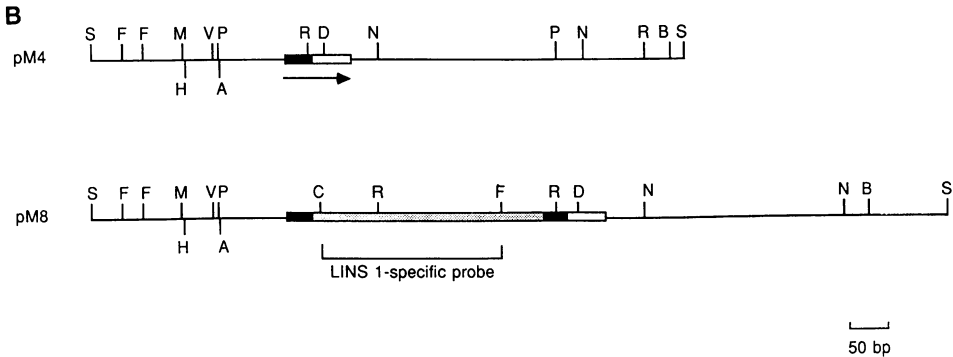 B
S F F M V P R D N P N R B S
pM4
H A
S F F M V P C R F R D N N B S
pM8
H A
LINS 1-specific probe
50 bp